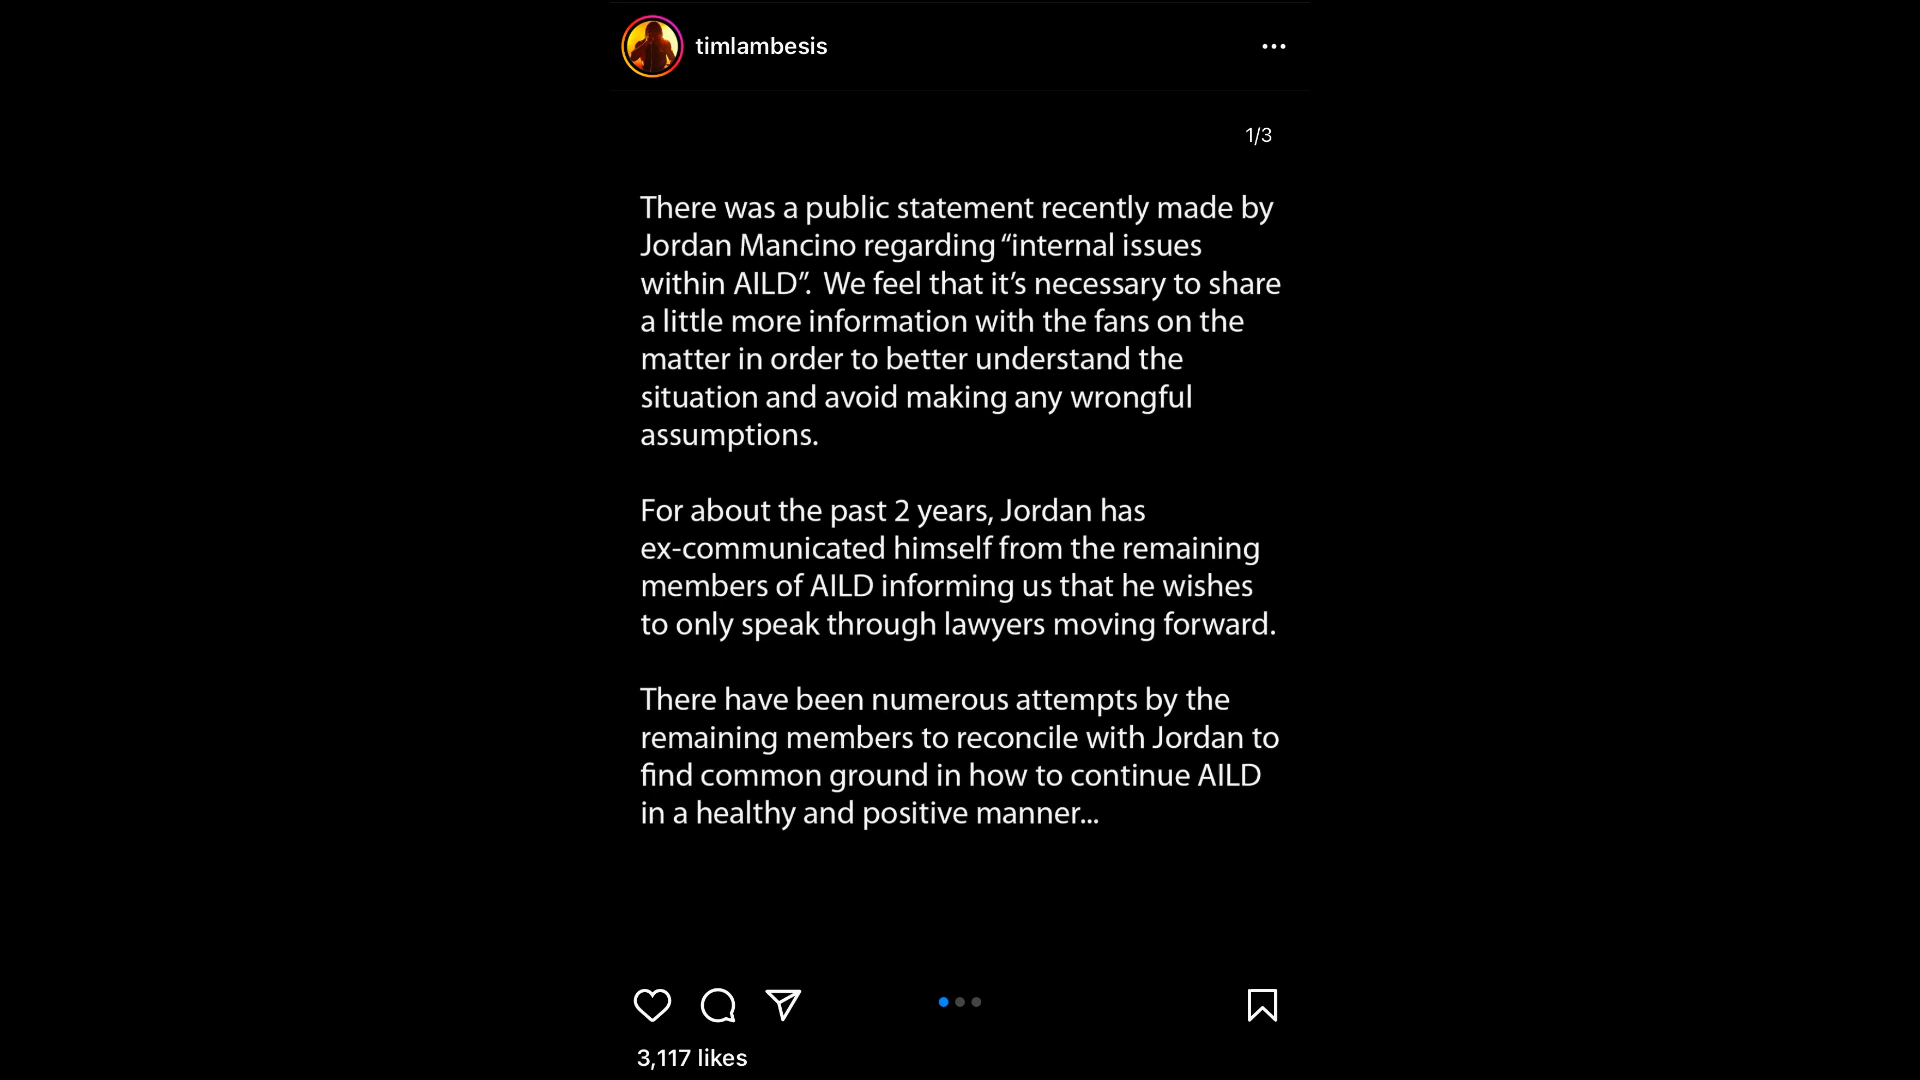 timlambesis
1/3
There was a public statement recently made by
Jordan Mancino regarding “internal issues
within AILD”.  We feel that it’s necessary to share
a little more information with the fans on the
matter in order to better understand the
situation and avoid making any wrongful
assumptions.
For about the past 2 years, Jordan has
ex-communicated himself from the remaining
members of AILD informing us that he wishes
to only speak through lawyers moving forward.
There have been numerous attempts by the
remaining members to reconcile with Jordan to
find common ground in how to continue AILD
in a healthy and positive manner...
3,117 likes